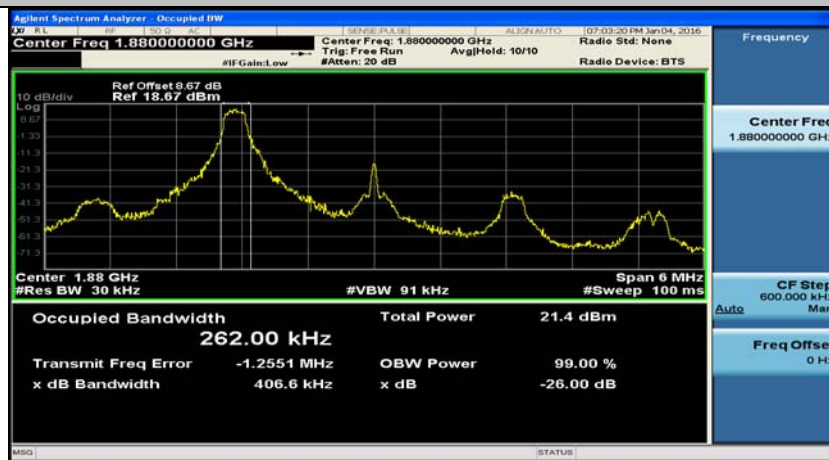 Agilent Spectrum Analyzer - Occupied BW
LXI RL RF 50 Ω AC SENSE:PULSE ALIGN AUTO 07:03:20 PM Jan 04, 2016
Center Freq 1.880000000 GHz
Center Freq: 1.880000000 GHz
Radio Std: None
Trig: Free Run Avg|Hold: 10/10
#IFGain:Low #Atten: 20 dB Radio Device: BTS
Frequency
Ref Offset 8.67 dB
10 dB/div Ref 18.67 dBm
Log
8.67
-1.33
-11.3
-21.3
-31.3
-41.3
-51.3
-61.3
-71.3
Center 1.88 GHz Span 6 MHz
#Res BW 30 kHz #VBW 91 kHz #Sweep 100 ms
Center Freq
1.880000000 GHz
CF Step
600.000 kHz
Auto Man
Freq Offset
0 Hz
Occupied Bandwidth Total Power 21.4 dBm
262.00 kHz
Transmit Freq Error -1.2551 MHz OBW Power 99.00 %
x dB Bandwidth 406.6 kHz x dB -26.00 dB
MSG STATUS